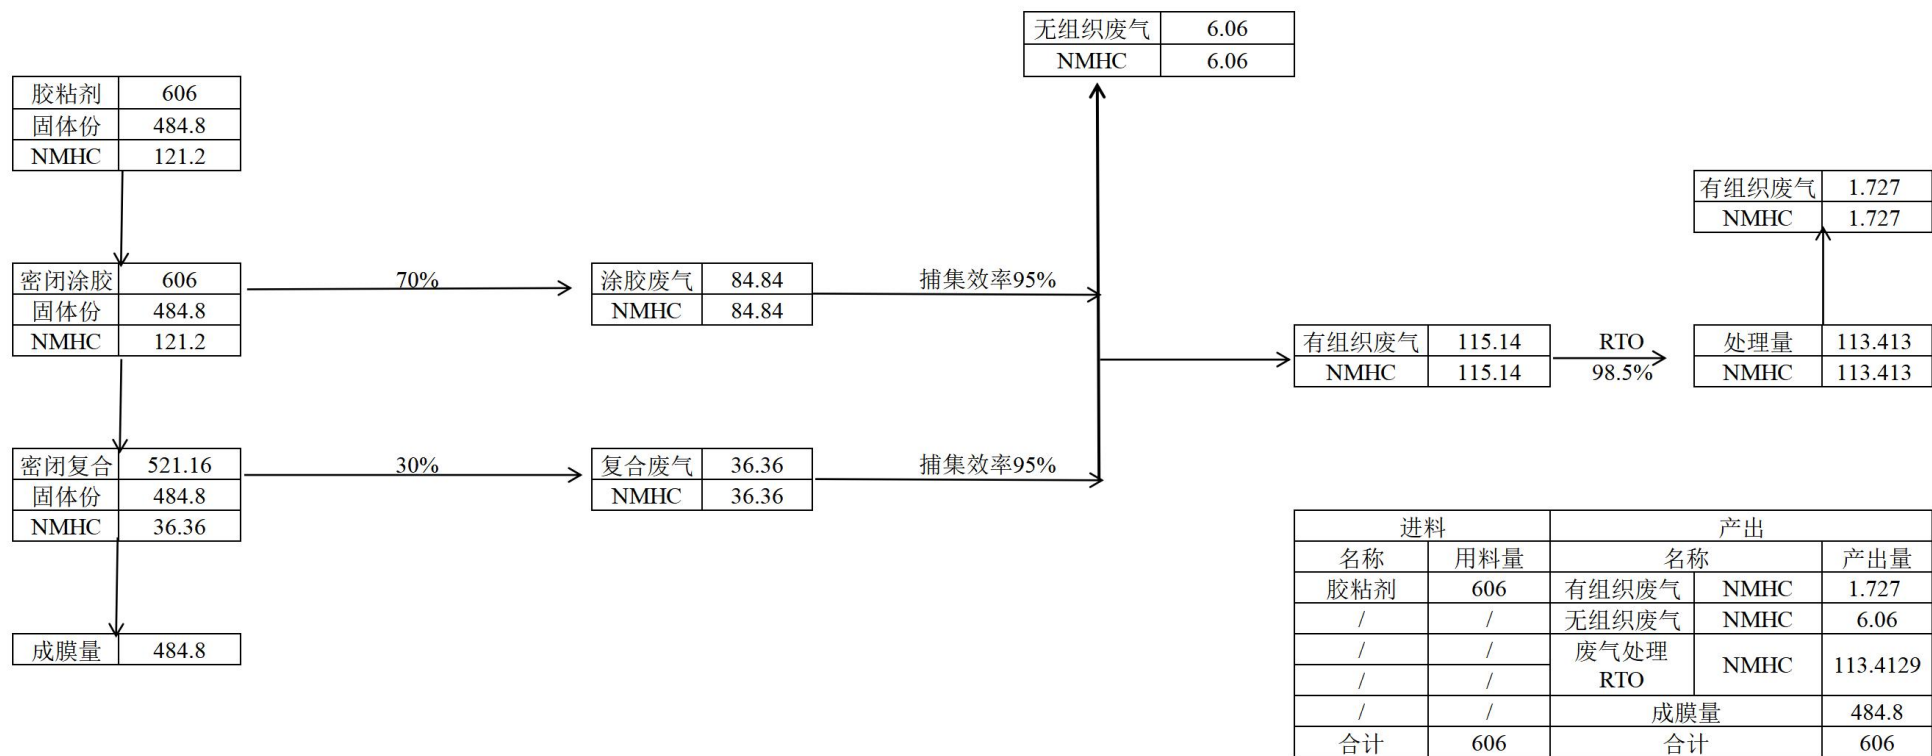 无组织废气 6.06
NMHC 6.06
胶粘剂 606
固体份 484.8
NMHC 121.2
有组织废气 1.727
NMHC 1.727
密闭涂胶 606
固体份 484.8
NMHC 121.2
70%
涂胶废气 84.84
NMHC 84.84
捕集效率95%
有组织废气 115.14
NMHC 115.14
RTO
98.5%
处理量 113.413
NMHC 113.413
密闭复合 521.16
固体份 484.8
NMHC 36.36
30%
复合废气 36.36
NMHC 36.36
捕集效率95%
成膜量 484.8
进料 产出
名称 用料量 名称 产出量
胶粘剂 606 有组织废气 NMHC 1.727
/ / 无组织废气 NMHC 6.06
/ / 废气处理
RTO NMHC 113.4129
/ /
/ / 成膜量 484.8
合计 606 合计 606